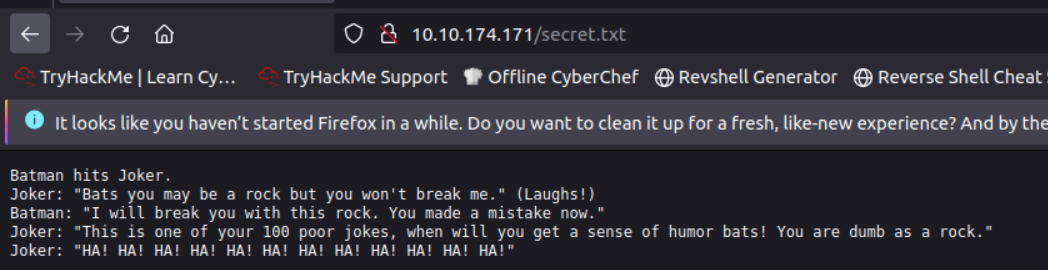 10.10.174.171/secret.txt
TryHackMe | Learn Cy... TryHackMe Support Offline CyberChef Revshell Generator Reverse Shell Cheat
It looks like you haven't started Firefox in a while. Do you want to clean it up for a fresh, like-new experience? And by the
Batman hits Joker.
Joker: "Bats you may be a rock but you won't break me." (Laughs!)
Batman: "I will break you with this rock. You made a mistake now."
Joker: "This is one of your 100 poor jokes, when will you get a sense of humor bats! You are dumb as a rock."
Joker: "HA! HA! HA! HA! HA! HA! HA! HA! HA! HA! HA! HA!"